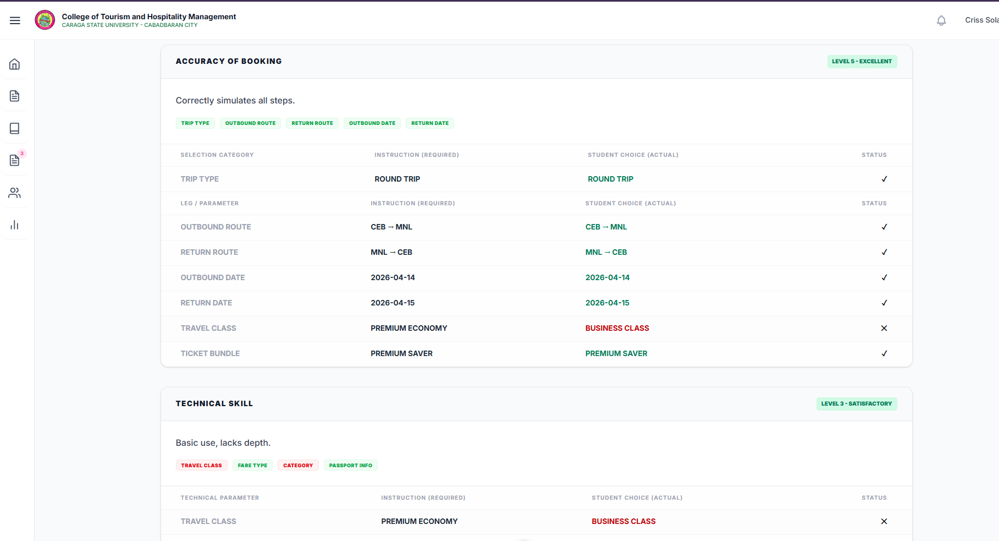 College of Tourism and Hospitality Management
CARAGA STATE UNIVERSITY - CABADBARAN CITY
Criss Sola
3
ACCURACY OF BOOKING
LEVEL 5 - EXCELLENT
Correctly simulates all steps.
TRIP TYPE OUTBOUND ROUTE RETURN ROUTE OUTBOUND DATE RETURN DATE
SELECTION CATEGORY INSTRUCTION (REQUIRED) STUDENT CHOICE (ACTUAL) STATUS
TRIP TYPE ROUND TRIP ROUND TRIP ✓
LEG / PARAMETER INSTRUCTION (REQUIRED) STUDENT CHOICE (ACTUAL) STATUS
OUTBOUND ROUTE CEB → MNL CEB → MNL ✓
RETURN ROUTE MNL → CEB MNL → CEB ✓
OUTBOUND DATE 2026-04-14 2026-04-14 ✓
RETURN DATE 2026-04-15 2026-04-15 ✓
TRAVEL CLASS PREMIUM ECONOMY BUSINESS CLASS ✕
TICKET BUNDLE PREMIUM SAVER PREMIUM SAVER ✓
TECHNICAL SKILL
LEVEL 3 - SATISFACTORY
Basic use, lacks depth.
TRAVEL CLASS FARE TYPE CATEGORY PASSPORT INFO
TECHNICAL PARAMETER INSTRUCTION (REQUIRED) STUDENT CHOICE (ACTUAL) STATUS
TRAVEL CLASS PREMIUM ECONOMY BUSINESS CLASS ✕